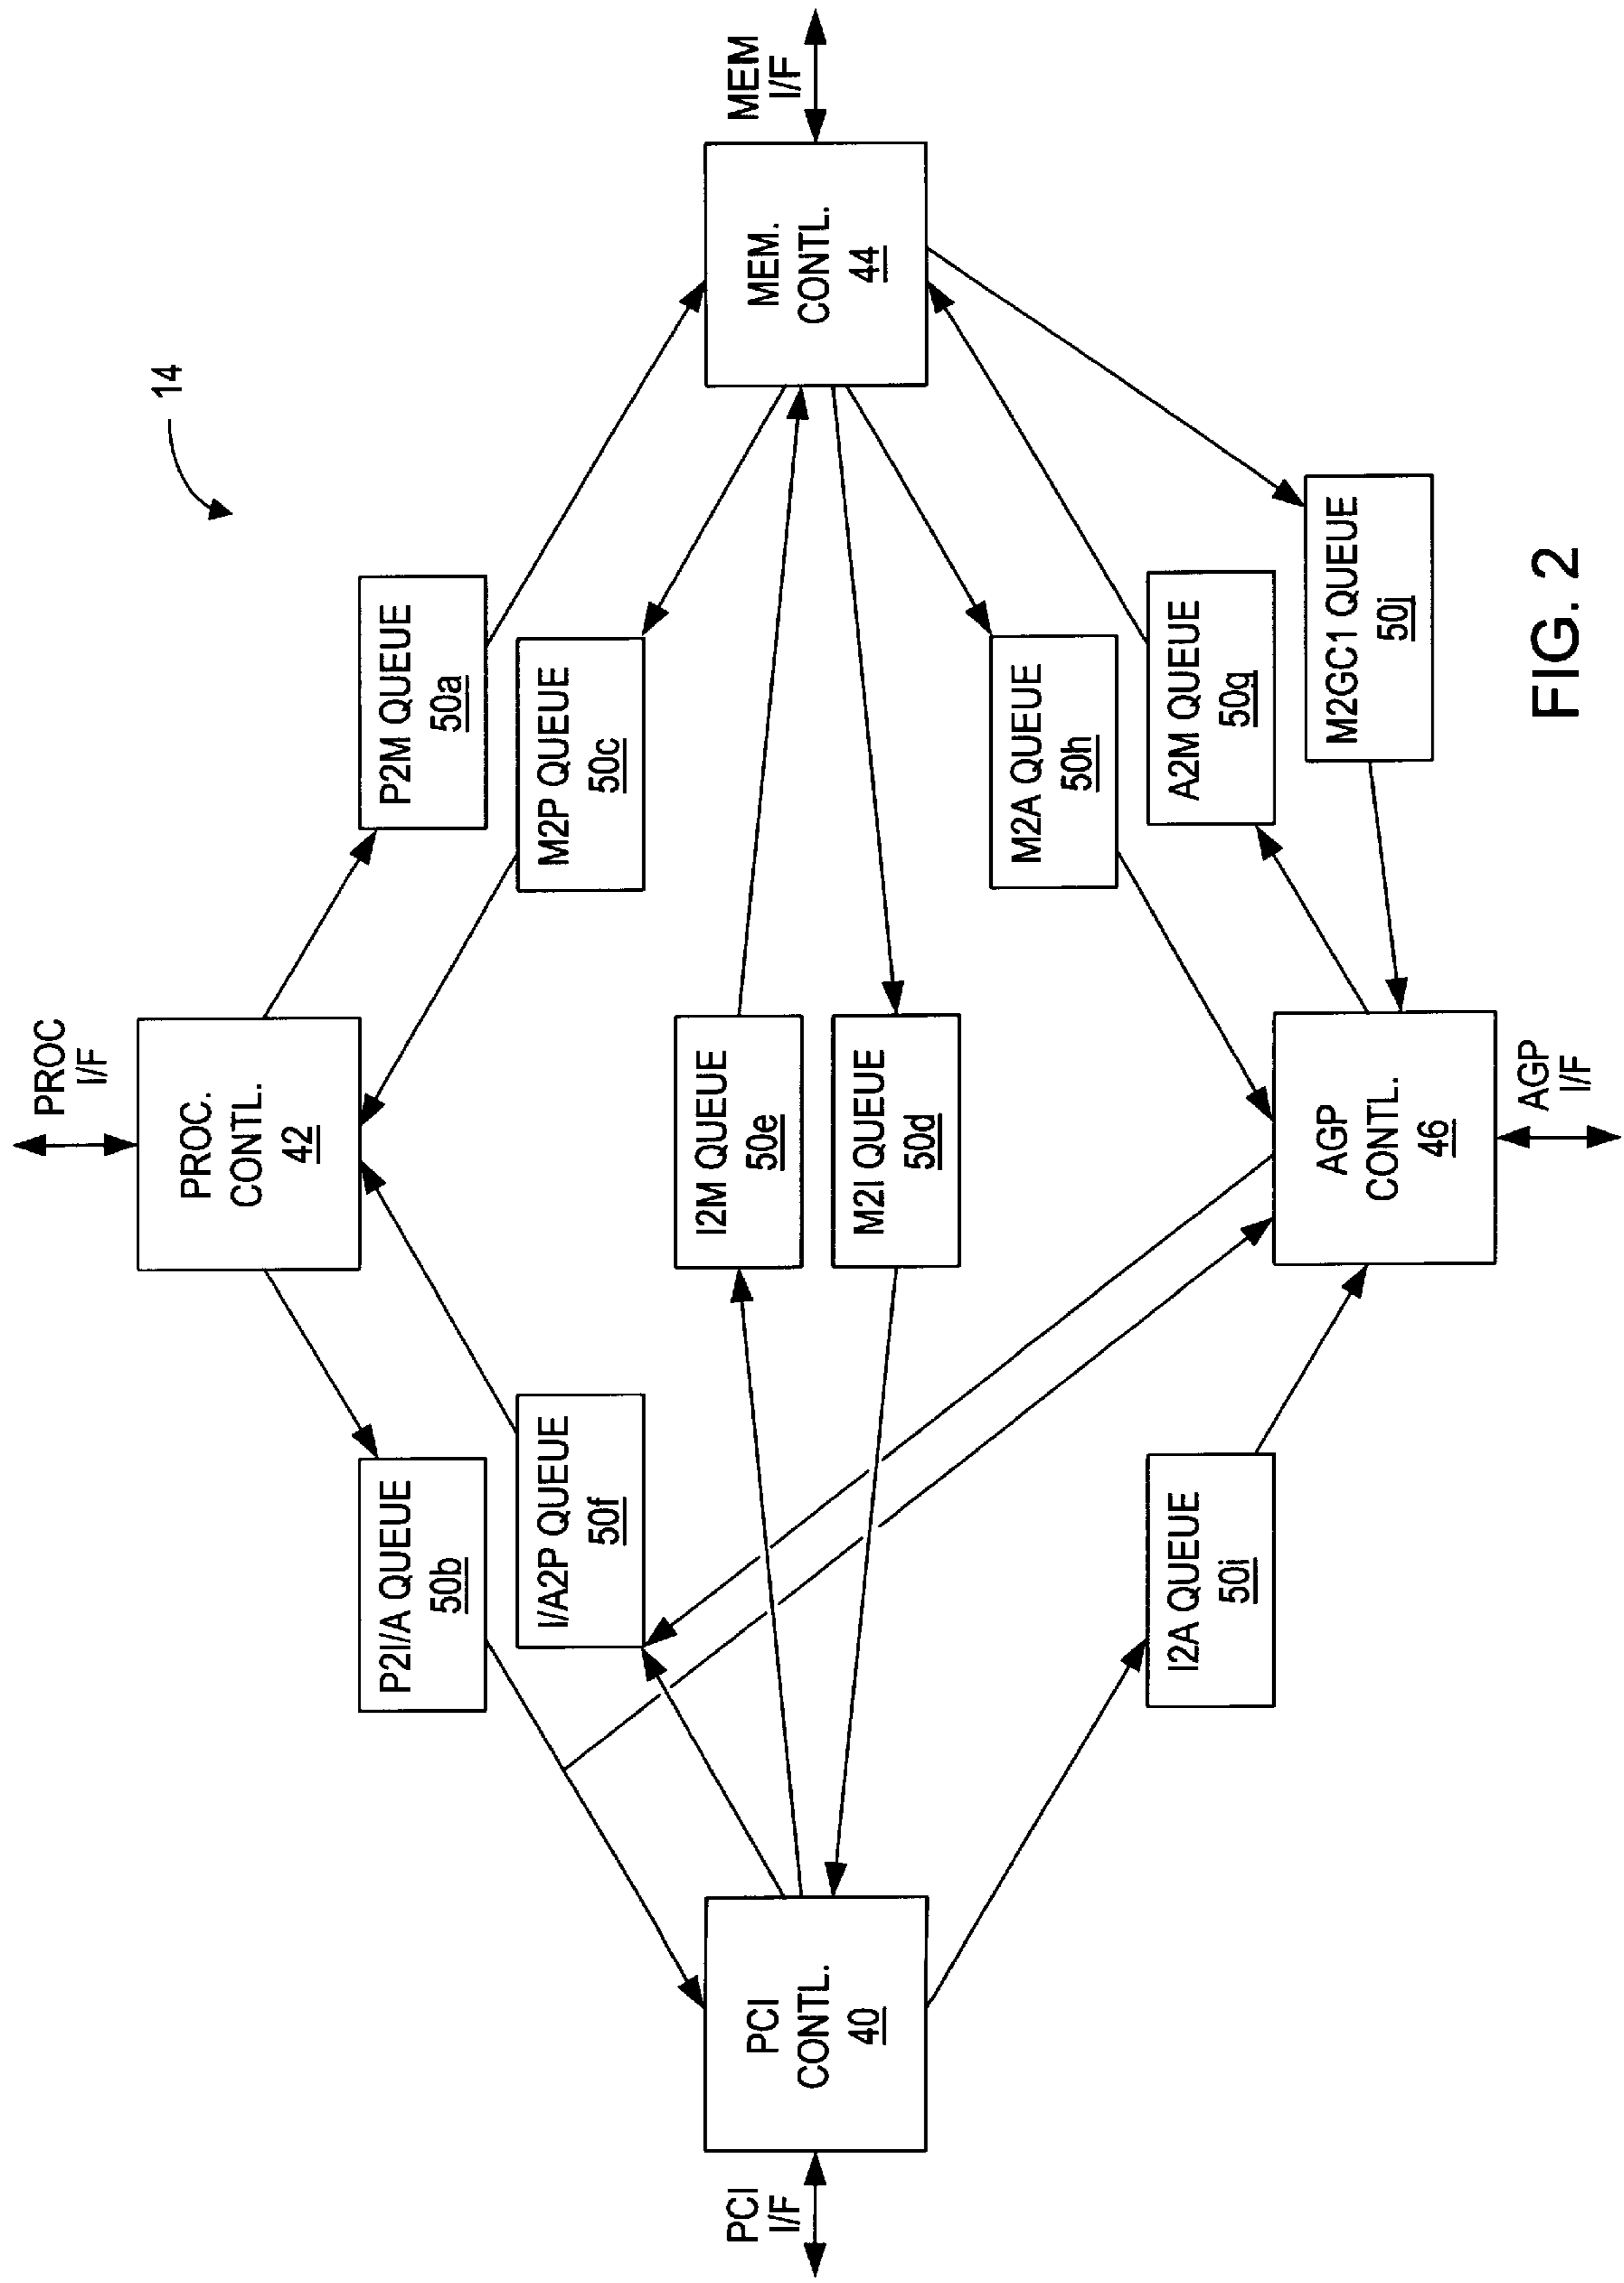 14
PROC
I/F
PROC.
CONTL.
42
P2I/A QUEUE
50b
P2M QUEUE
50a
I/A2P QUEUE
50f
M2P QUEUE
50c
PCI
I/F
PCI
CONTL.
40
I2M QUEUE
50e
M2I QUEUE
50d
MEM.
CONTL.
44
MEM
I/F
M2A QUEUE
50h
I2A QUEUE
50i
A2M QUEUE
50g
AGP
CONTL.
46
M2GC1 QUEUE
50j
AGP
I/F
FIG. 2